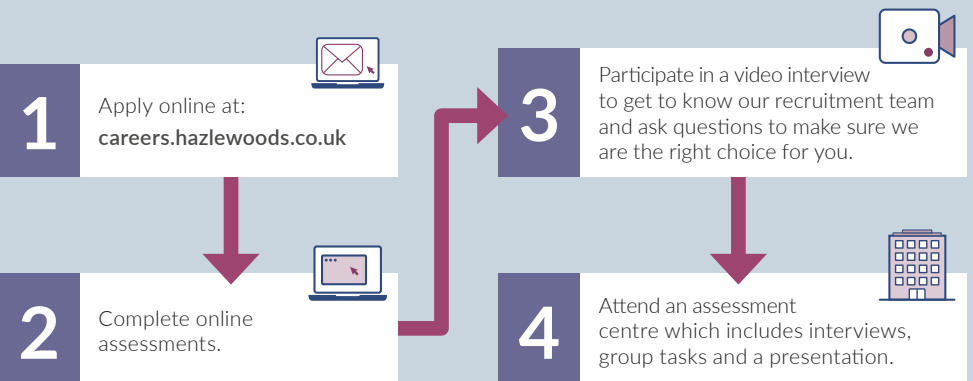 1
Apply online at:
careers.hazlewoods.co.uk
2
Complete online
assessments.
3
Participate in a video interview
to get to know our recruitment team
and ask questions to make sure we
are the right choice for you.
4
Attend an assessment
centre which includes interviews,
group tasks and a presentation.